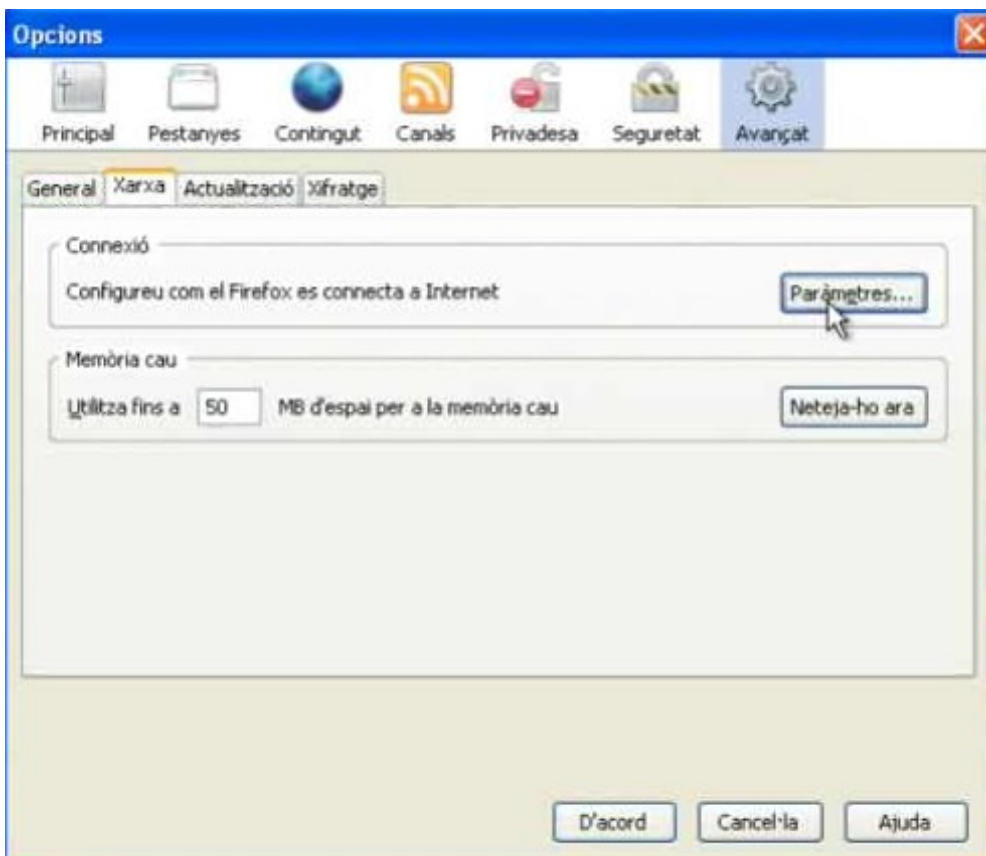 Opcions
Principal Pestanyes Contingut Canals Privadesa Seguretat Avançat
General Xarxa Actualització Xifratge
Connexió
Configureu com el Firefox es connecta a Internet Paràmetres...
Memòria cau
Utilitza fins a 50 MB d'espai per a la memòria cau Neteja-ho ara
D'acord Cancel·la Ajuda